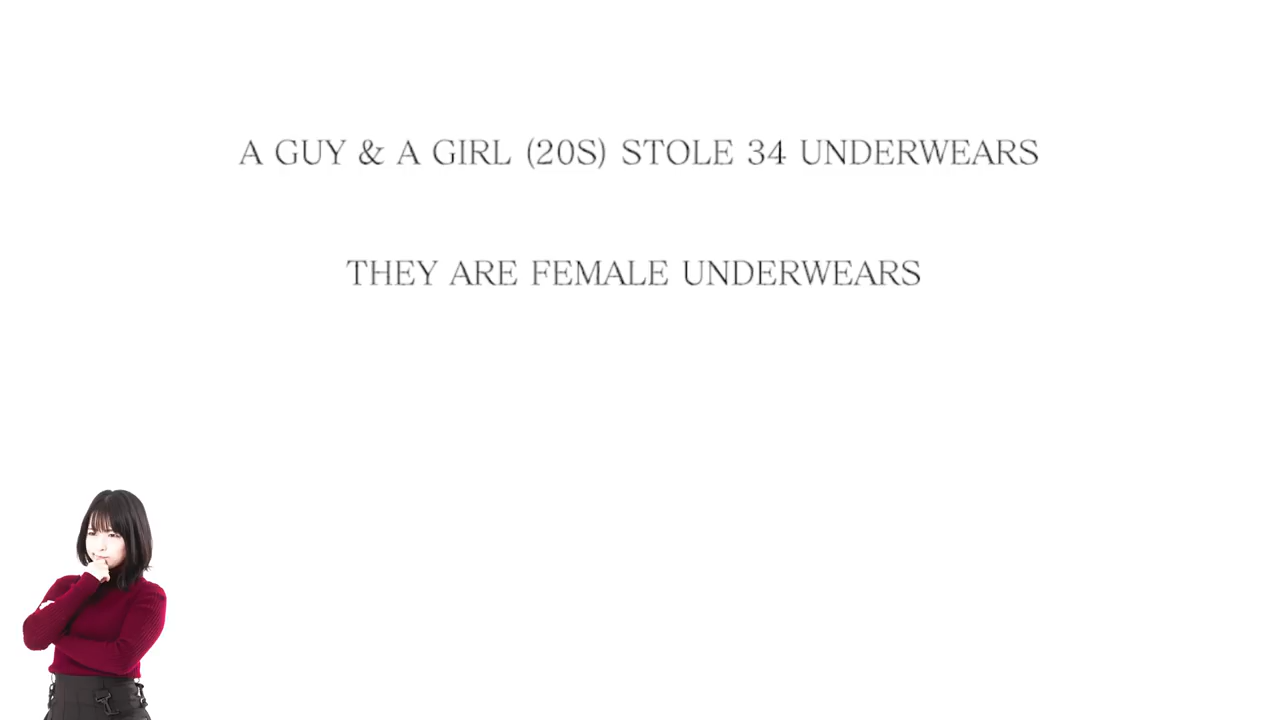 A GUY & A GIRL (20S) STOLE 34 UNDERWEARS
THEY ARE FEMALE UNDERWEARS